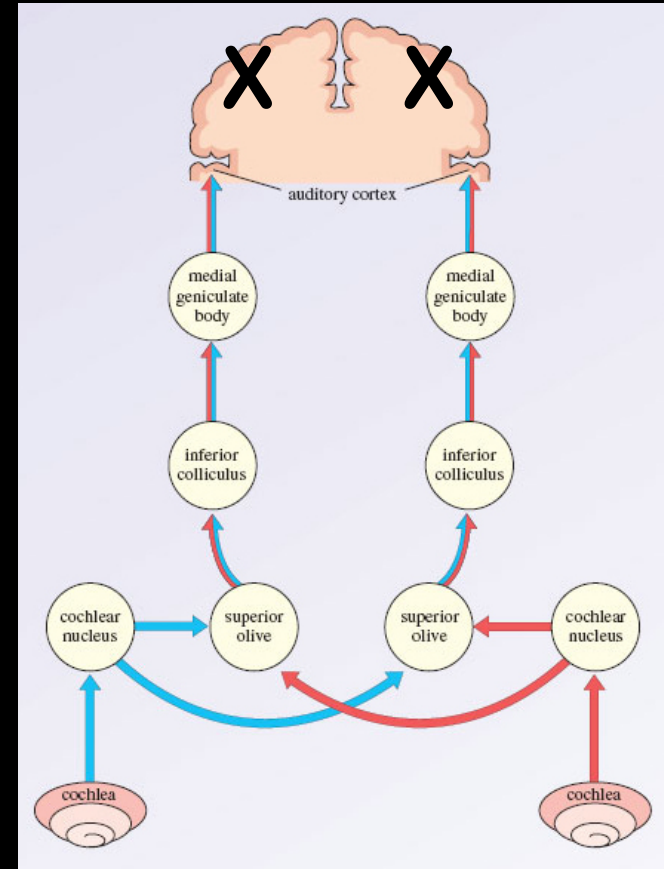 X X
auditory cortex
medial
geniculate
body
medial
geniculate
body
inferior
colliculus
inferior
colliculus
cochlear
nucleus
superior
olive
superior
olive
cochlear
nucleus
cochlea
cochlea